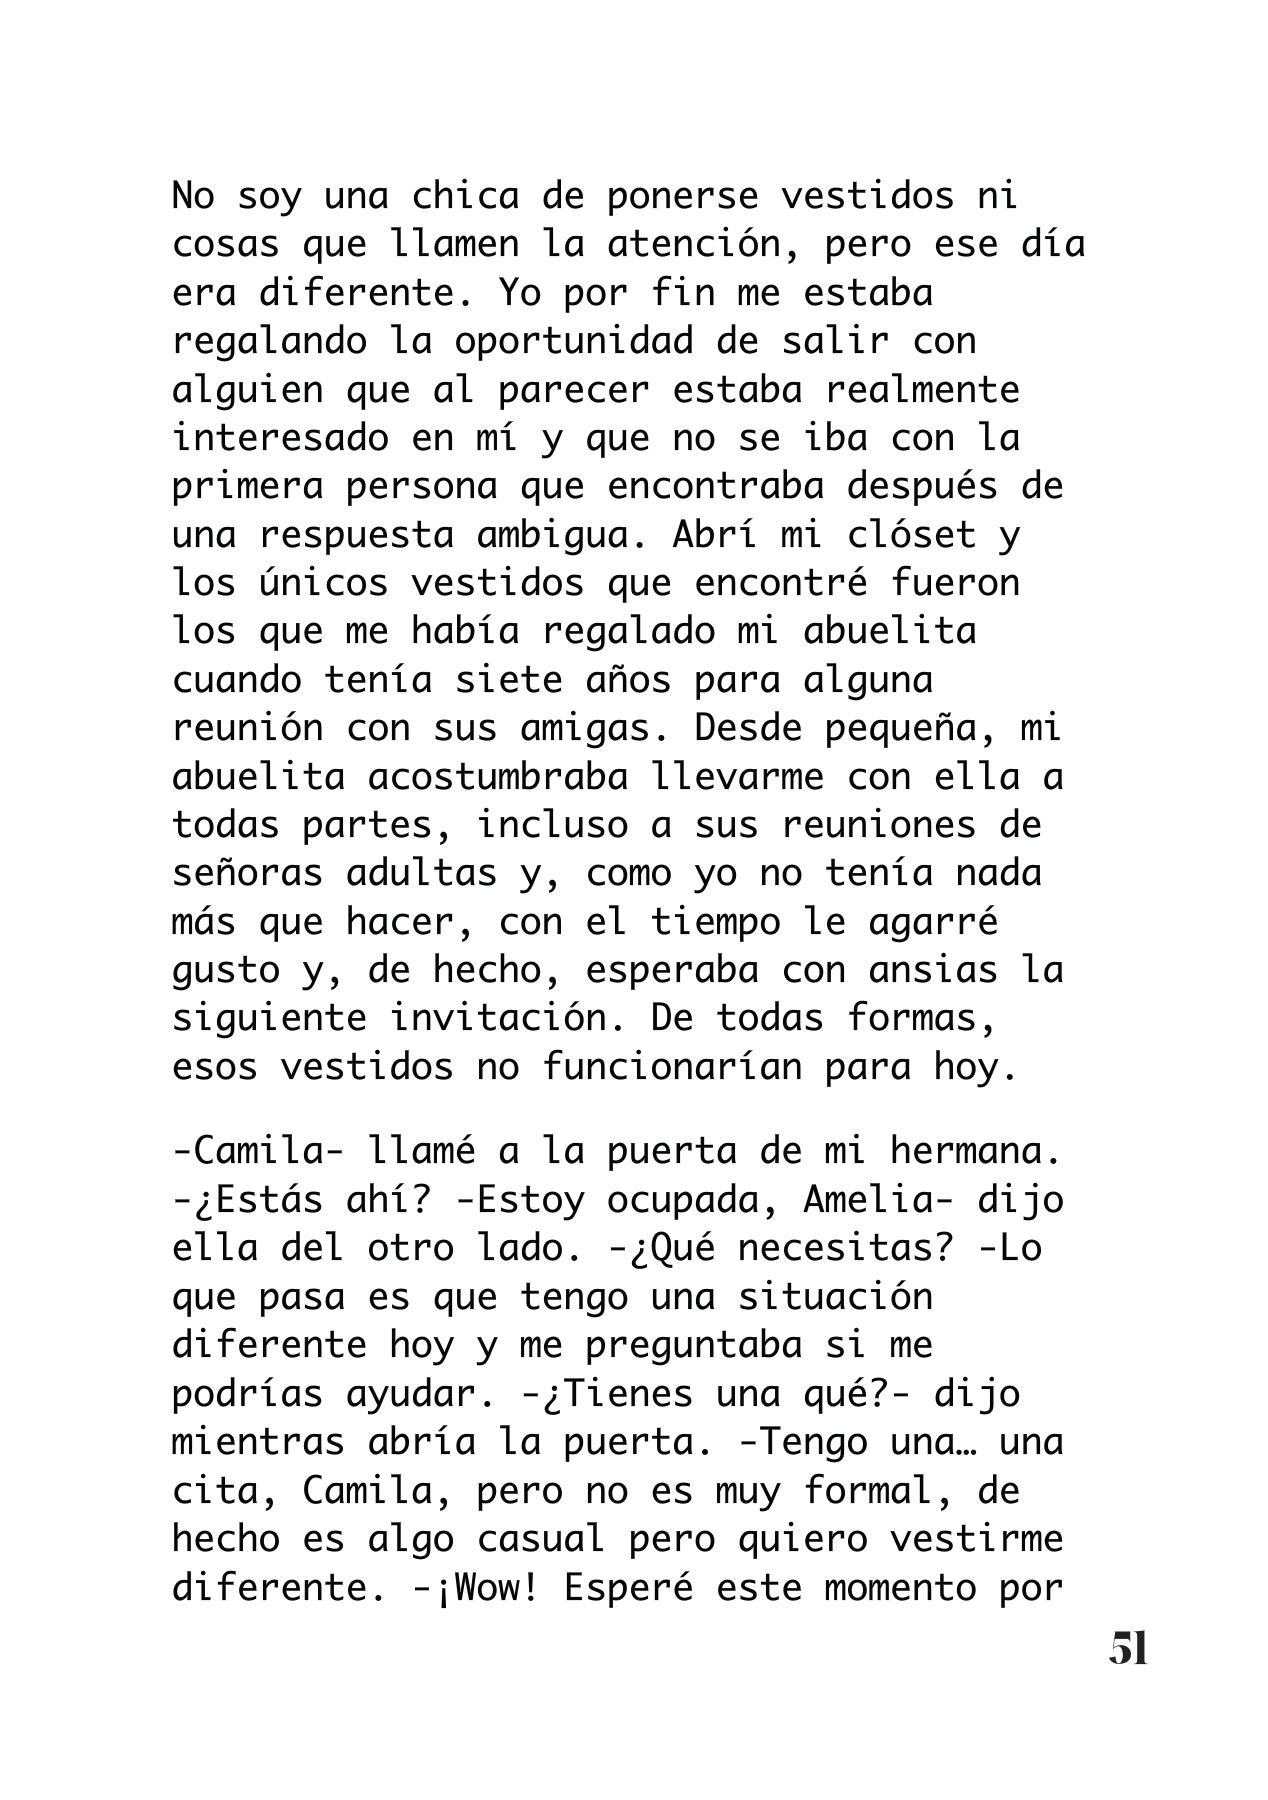 No soy una chica de ponerse vestidos ni
cosas que llamen la atención, pero ese día
era diferente. Yo por fin me estaba
regalando la oportunidad de salir con
alguien que al parecer estaba realmente
interesado en mí y que no se iba con la
primera persona que encontraba después de
una respuesta ambigua. Abrí mi clóset y
los únicos vestidos que encontré fueron
los que me había regalado mi abuelita
cuando tenía siete años para alguna
reunión con sus amigas. Desde pequeña, mi
abuelita acostumbraba llevarme con ella a
todas partes, incluso a sus reuniones de
señoras adultas y, como yo no tenía nada
más que hacer, con el tiempo le agarré
gusto y, de hecho, esperaba con ansias la
siguiente invitación. De todas formas,
esos vestidos no funcionarían para hoy.
-Camila- llamé a la puerta de mi hermana.
-¿Estás ahí? -Estoy ocupada, Amelia- dijo
ella del otro lado. -¿Qué necesitas? -Lo
que pasa es que tengo una situación
diferente hoy y me preguntaba si me
podrías ayudar. -¿Tienes una qué?- dijo
mientras abría la puerta. -Tengo una… una
cita, Camila, pero no es muy formal, de
hecho es algo casual pero quiero vestirme
diferente. -¡Wow! Esperé este momento por
51